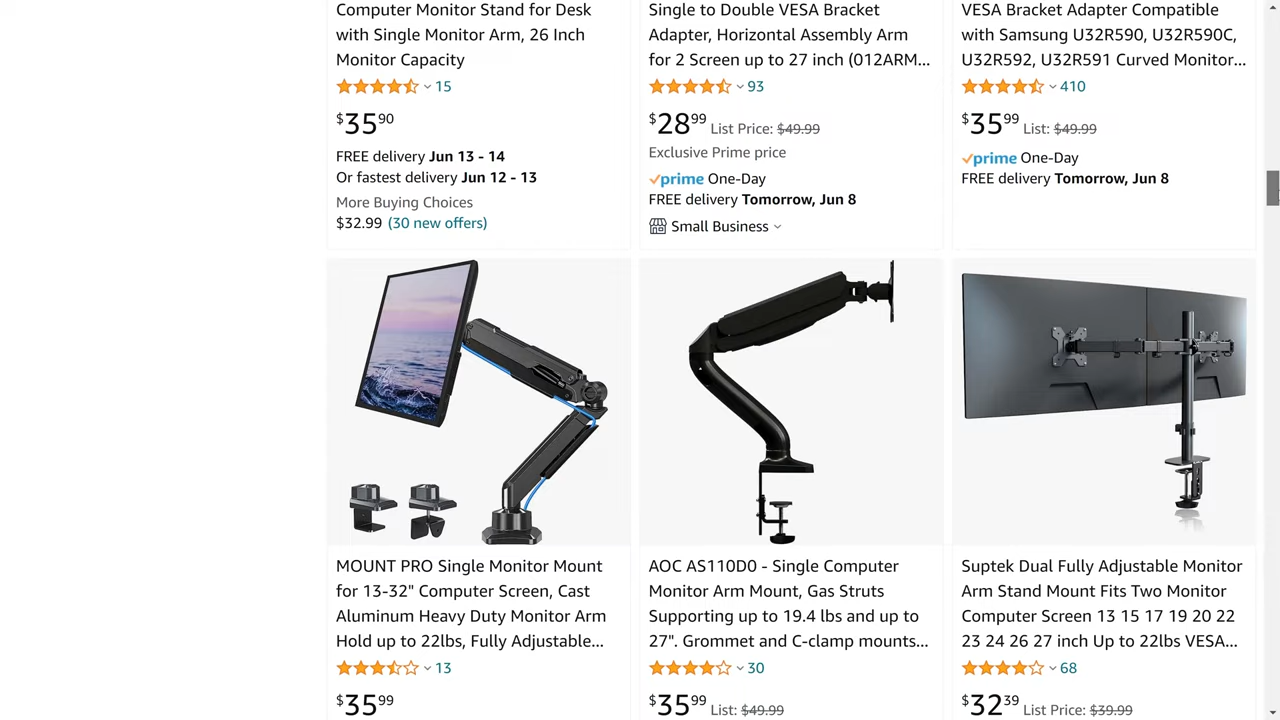 Computer Monitor Stand for Desk
with Single Monitor Arm, 26 Inch
Monitor Capacity
15
$35.90
FREE delivery Jun 13 - 14
Or fastest delivery Jun 12 - 13
More Buying Choices
$32.99 (30 new offers)
Single to Double VESA Bracket
Adapter, Horizontal Assembly Arm
for 2 Screen up to 27 inch (012ARM...
93
$28.99 List Price: $49.99
Exclusive Prime price
prime One-Day
FREE delivery Tomorrow, Jun 8
Small Business
VESA Bracket Adapter Compatible
with Samsung U32R590, U32R590C,
U32R592, U32R591 Curved Monitor...
410
$35.99 List: $49.99
prime One-Day
FREE delivery Tomorrow, Jun 8
MOUNT PRO Single Monitor Mount
for 13-32" Computer Screen, Cast
Aluminum Heavy Duty Monitor Arm
Hold up to 22lbs, Fully Adjustable...
13
$35.99
AOC AS110D0 - Single Computer
Monitor Arm Mount, Gas Struts
Supporting up to 19.4 lbs and up to
27". Grommet and C-clamp mounts...
30
$35.99 List: $49.99
Suptek Dual Fully Adjustable Monitor
Arm Stand Mount Fits Two Monitor
Computer Screen 13 15 17 19 20 22
23 24 26 27 inch Up to 22lbs VESA...
68
$32.39 List Price: $39.99